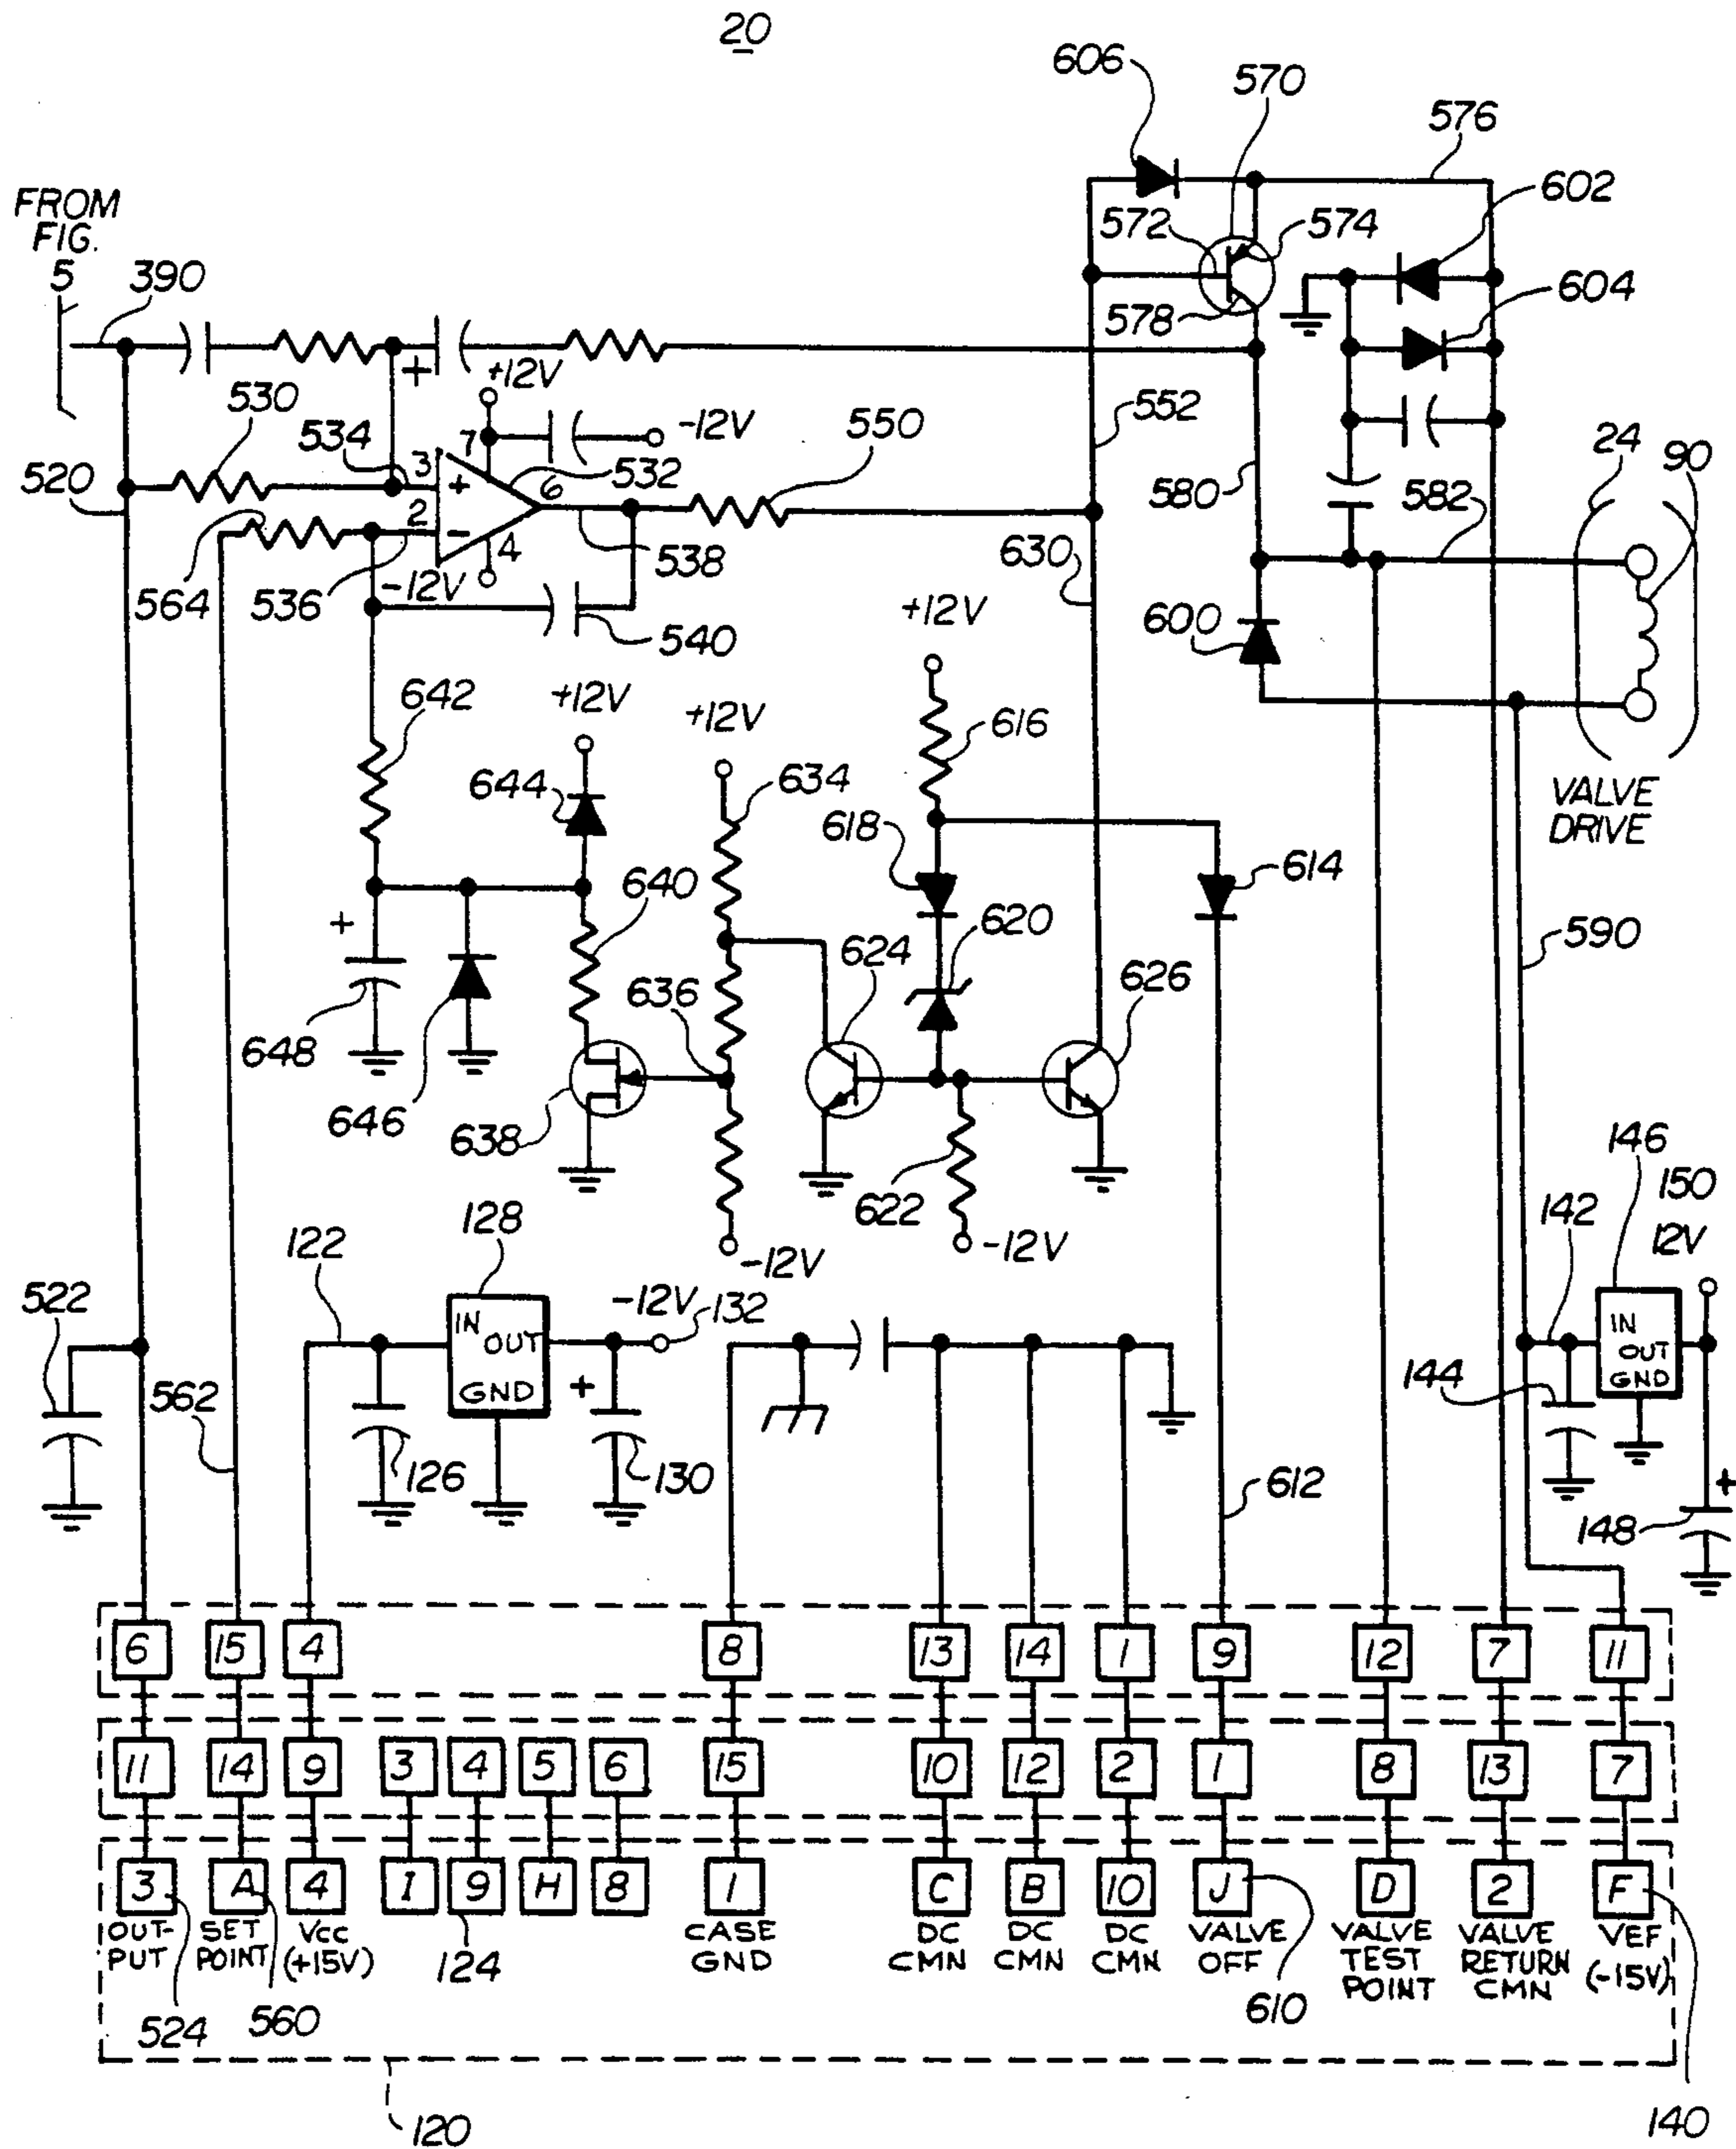 20
606
570
576
602
FROM
FIG.
5
390
572
574
604
578
+
+12V
530
7
-12V
550
552
24
90
534
3
+
532
6
520
2
-
580
582
4
538
630
564
536
-12V
540
+12V
600
642
+12V
+12V
616
VALVE
DRIVE
644
634
618
614
+
640
620
590
624
636
626
648
646
638
622
146
150
142
12V
122
128
-12V
-12V
522
-12V
132
IN
OUT
GND
IN
OUT
GND
144
562
+
126
130
612
+
148
6 15 4 8 13 14 1 9 12 7 11
11 14 9 3 4 5 6 15 10 12 2 1 8 13 7
3 A 4 I 9 H 8 1 C B 10 J D 2 F
OUT-
PUT
SET
POINT
VCC
(+15V)
124
CASE
GND
DC
CMN
DC
CMN
DC
CMN
VALVE
OFF
VALVE
TEST
POINT
VALVE
RETURN
CMN
VEF
(-15V)
524
560
610
120
140